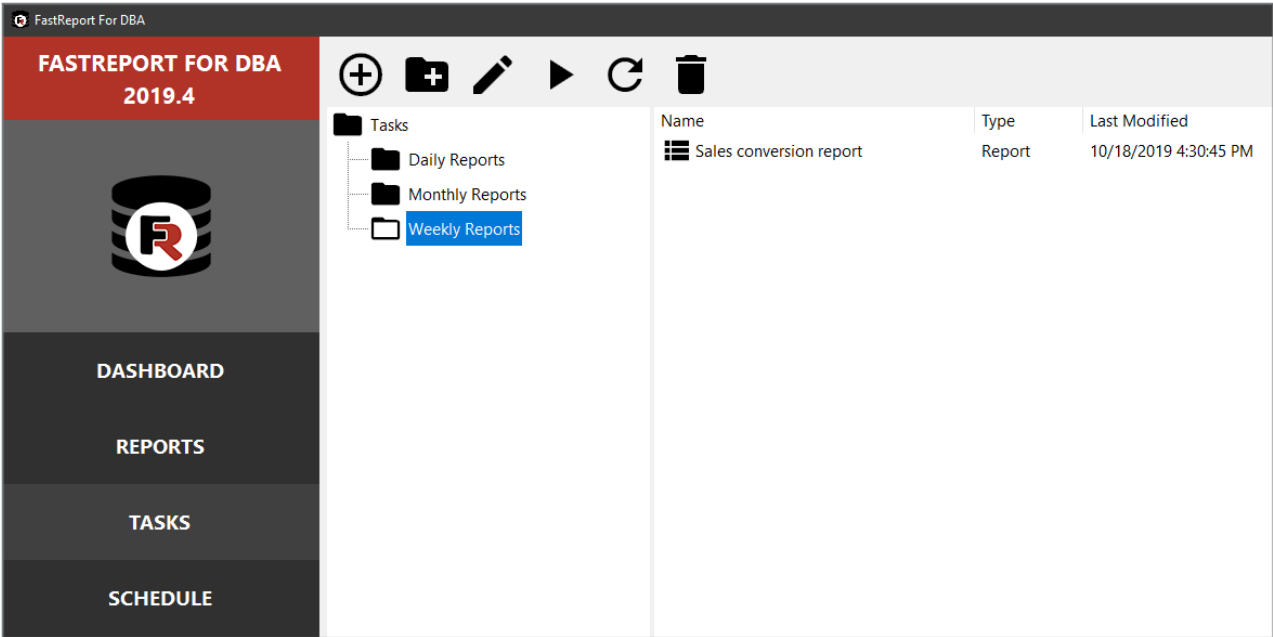 FastReport For DBA
FASTREPORT FOR DBA
2019.4
FR
DASHBOARD
REPORTS
TASKS
SCHEDULE
Tasks
Daily Reports
Monthly Reports
Weekly Reports
Name Type Last Modified
Sales conversion report Report 10/18/2019 4:30:45 PM